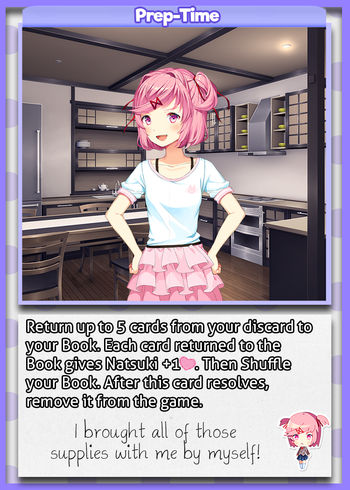 Prep-Time
Return up to 5 cards from your discard to
your Book. Each card returned to the
Book gives Natsuki +1. Then Shuffle
your Book. After this card resolves,
remove it from the game.
I brought all of those
supplies with me by myself!